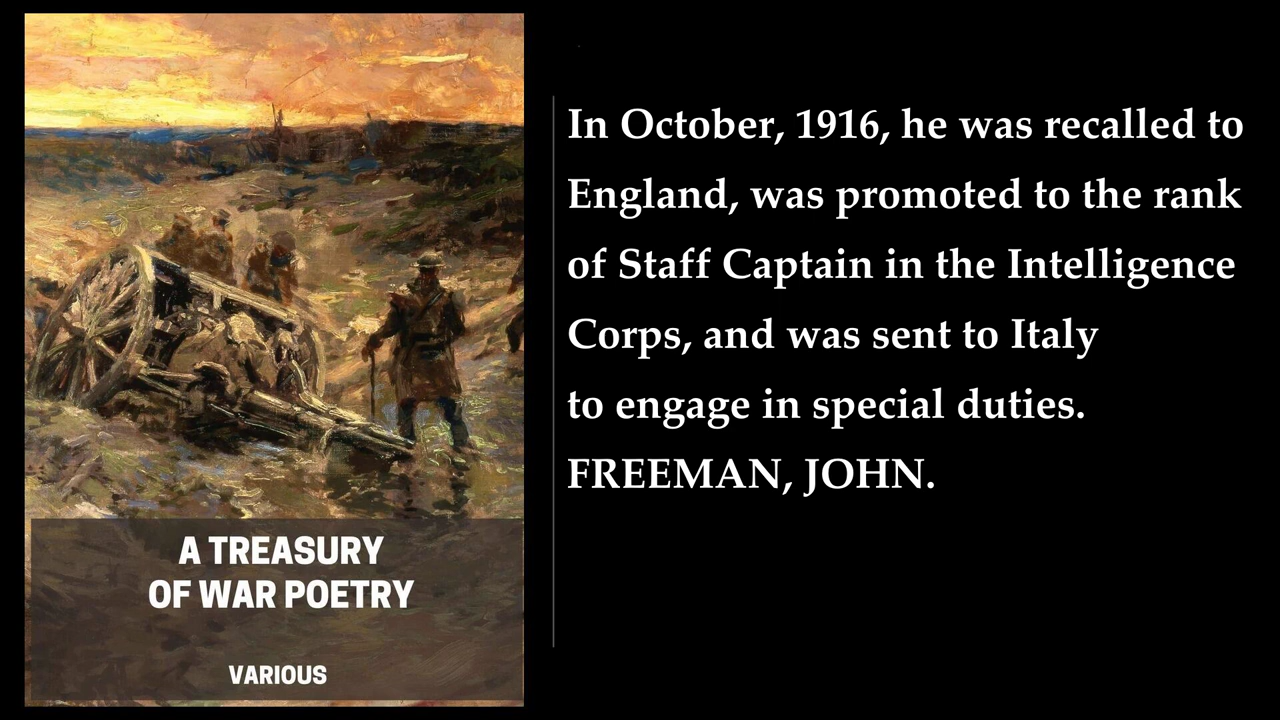 A TREASURY
OF WAR POETRY
VARIOUS
In October, 1916, he was recalled to
England, was promoted to the rank
of Staff Captain in the Intelligence
Corps, and was sent to Italy
to engage in special duties.
FREEMAN, JOHN.